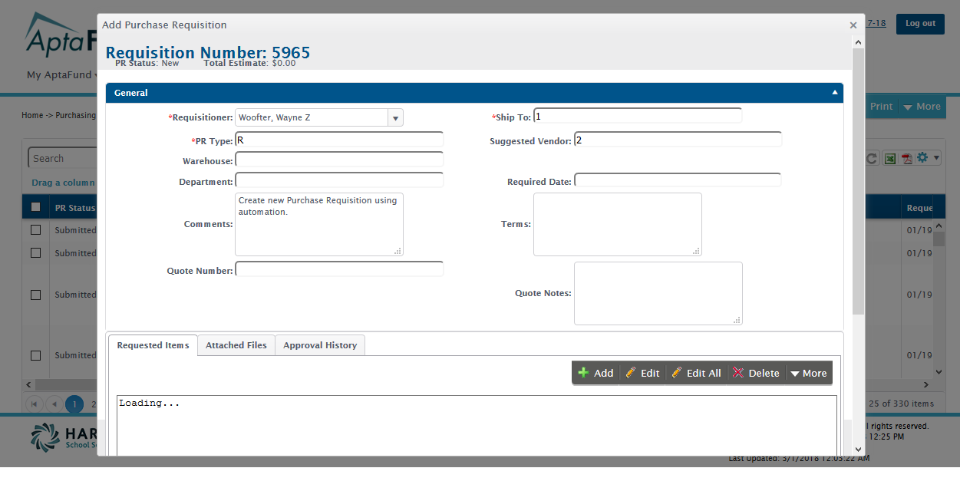 Add Purchase Requisition ×
7-18 Log out
AptaF
Requisition Number: 5965
PR Status: New Total Estimate: $0.00
My AptaFund
General
Print More
Home -> Purchasing
*Requisitioner: Woofter, Wayne Z
*Ship To: 1
*PR Type: R
Suggested Vendor: 2
Search
Warehouse:
Drag a column
Department:
Required Date:
PR Status
Reque
Comments: Create new Purchase Requisition using
automation.
Terms:
Submitted 01/19
Submitted 01/19
Quote Number:
Quote Notes:
Submitted 01/19
Requested Items Attached Files Approval History
Submitted 01/19
Add Edit Edit All Delete More
1 2
25 of 330 items
Loading...
HAR
School S
l rights reserved.
12:25 PM
Last Updated: 5/1/2018 12:05:22 AM